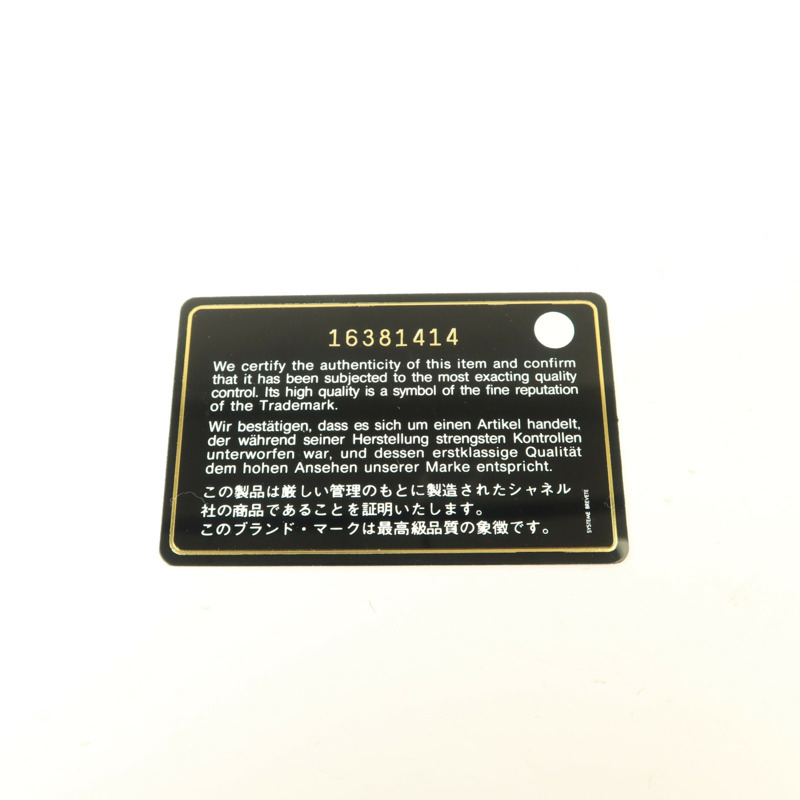 16381414
We certify the authenticity of this item and confirm
that it has been subjected to the most exacting quality
control. Its high quality is a symbol of the fine reputation
of the Trademark.
Wir bestätigen, dass es sich um einen Artikel handelt,
der während seiner Herstellung strengsten Kontrollen
unterworfen war, und dessen erstklassige Qualität
dem hohen Ansehen unserer Marke entspricht.
この製品は厳しい管理のもとに製造されたシャネル
社の商品であることを証明いたします。
このブランド・マークは最高級品質の象徴です。
SYSTEME BREVETE